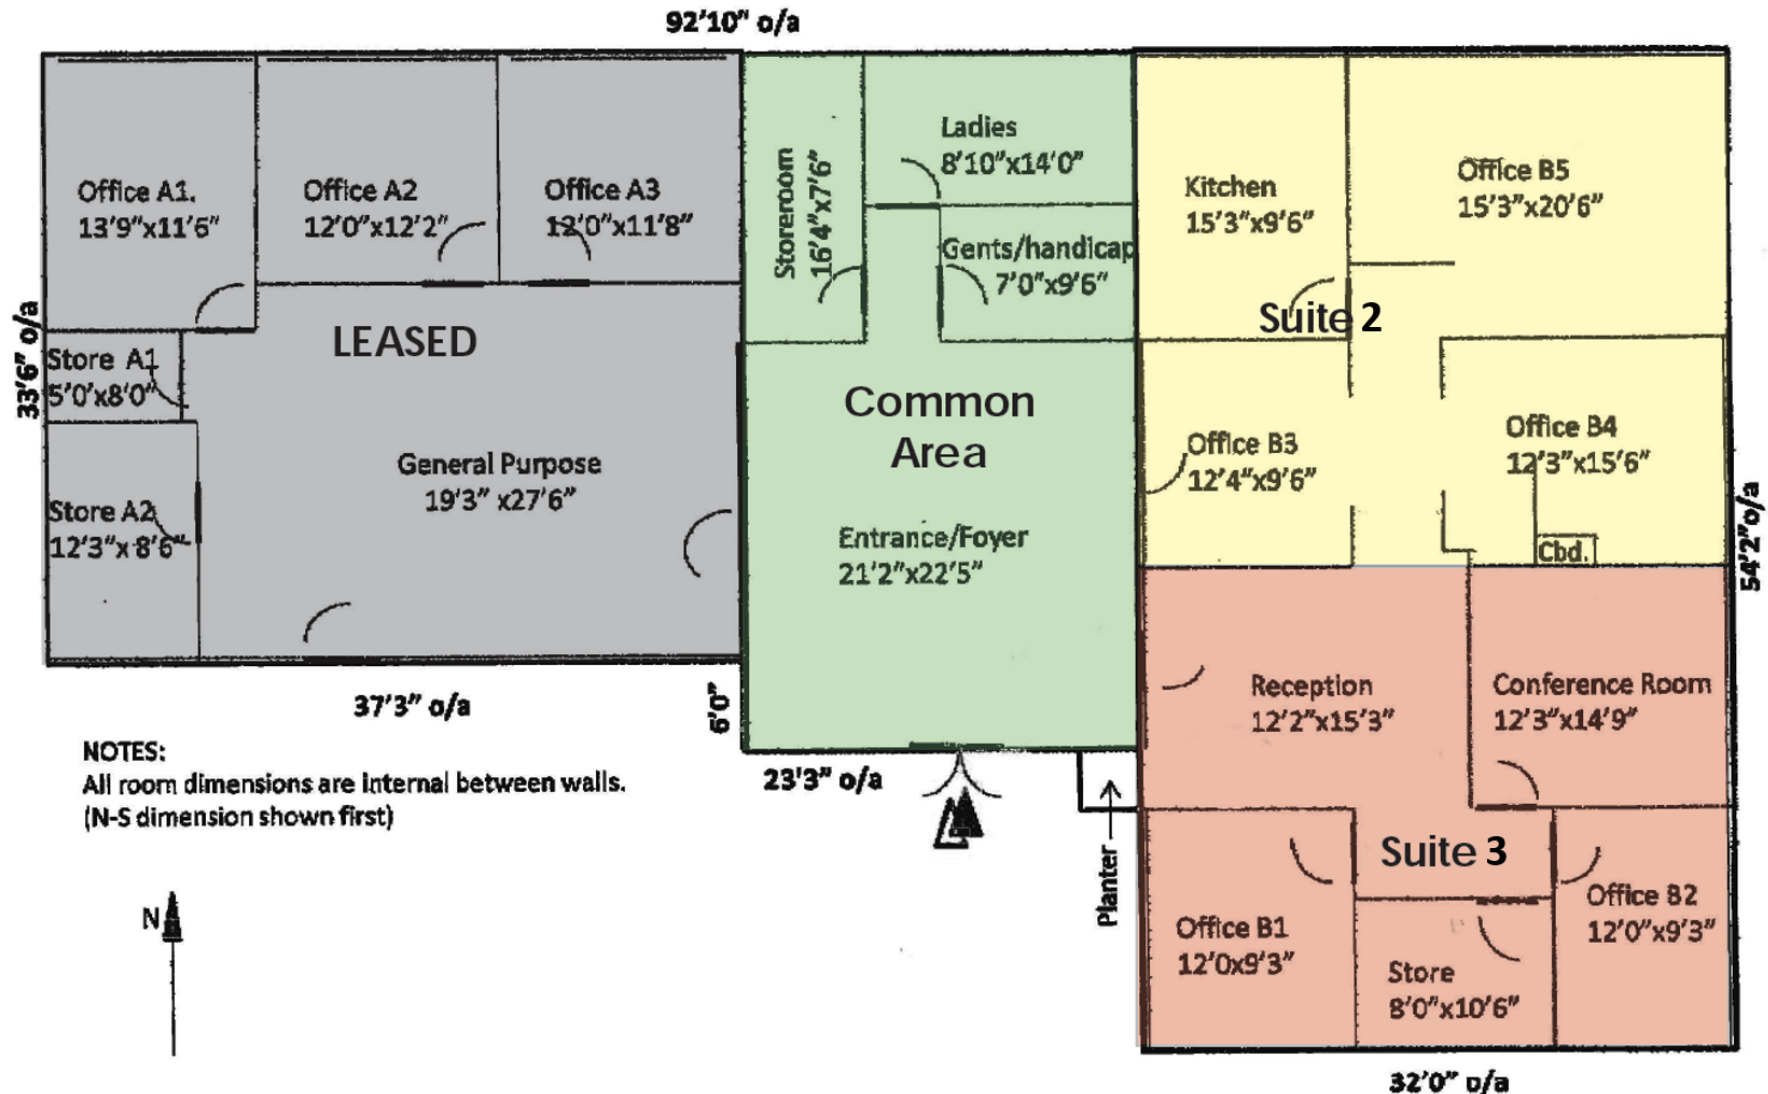 92'10" o/a
Office A1.
13'9"x11'6"
Office A2
12'0"x12'2"
Office A3
12'0"x11'8"
Storeroom
16'4"x7'6"
Ladies
8'10"x14'0"
Gents/handicap
7'0"x9'6"
Kitchen
15'3"x9'6"
Office B5
15'3"x20'6"
Suite 2
33'6" o/a
LEASED
Store A1
5'0'x8'0"
Common
Area
Office B3
12'4"x9'6"
Office B4
12'3"x15'6"
General Purpose
19'3" x27'6"
Store A2
12'3"x 8'6"
Entrance/Foyer
21'2"x22'5"
Cbd.
54'2"o/a
Reception
12'2"x15'3"
Conference Room
12'3"x14'9"
37'3" o/a
6'0"
23'3" o/a
NOTES:
All room dimensions are internal between walls.
(N-S dimension shown first)
Planter
Suite 3
N
Office B1
12'0x9'3"
Office B2
12'0"x9'3"
Store
8'0"x10'6"
32'0" o/a